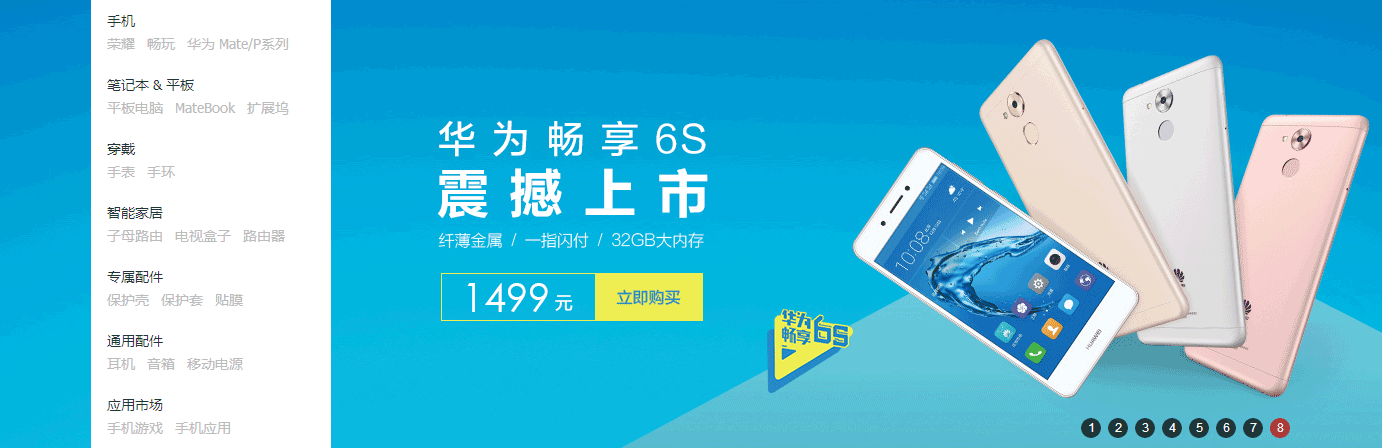 手机
荣耀 畅玩 华为 Mate/P系列
笔记本 & 平板
平板电脑 MateBook 扩展坞
穿戴
手表 手环
智能家居
子母路由 电视盒子 路由器
专属配件
保护壳 保护套 贴膜
通用配件
耳机 音箱 移动电源
应用市场
手机游戏 手机应用
华为畅享6S
震撼上市
纤薄金属 / 一指闪付 / 32GB大内存
1499元 立即购买
华为
畅享6S
10:08
HUAWEI
1 2 3 4 5 6 7 8